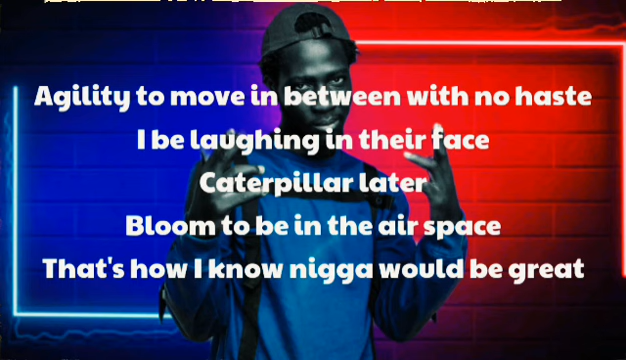 Agility to move in between with no haste
I be laughing in their face
Caterpillar later
Bloom to be in the air space
That's how I know nigga would be great